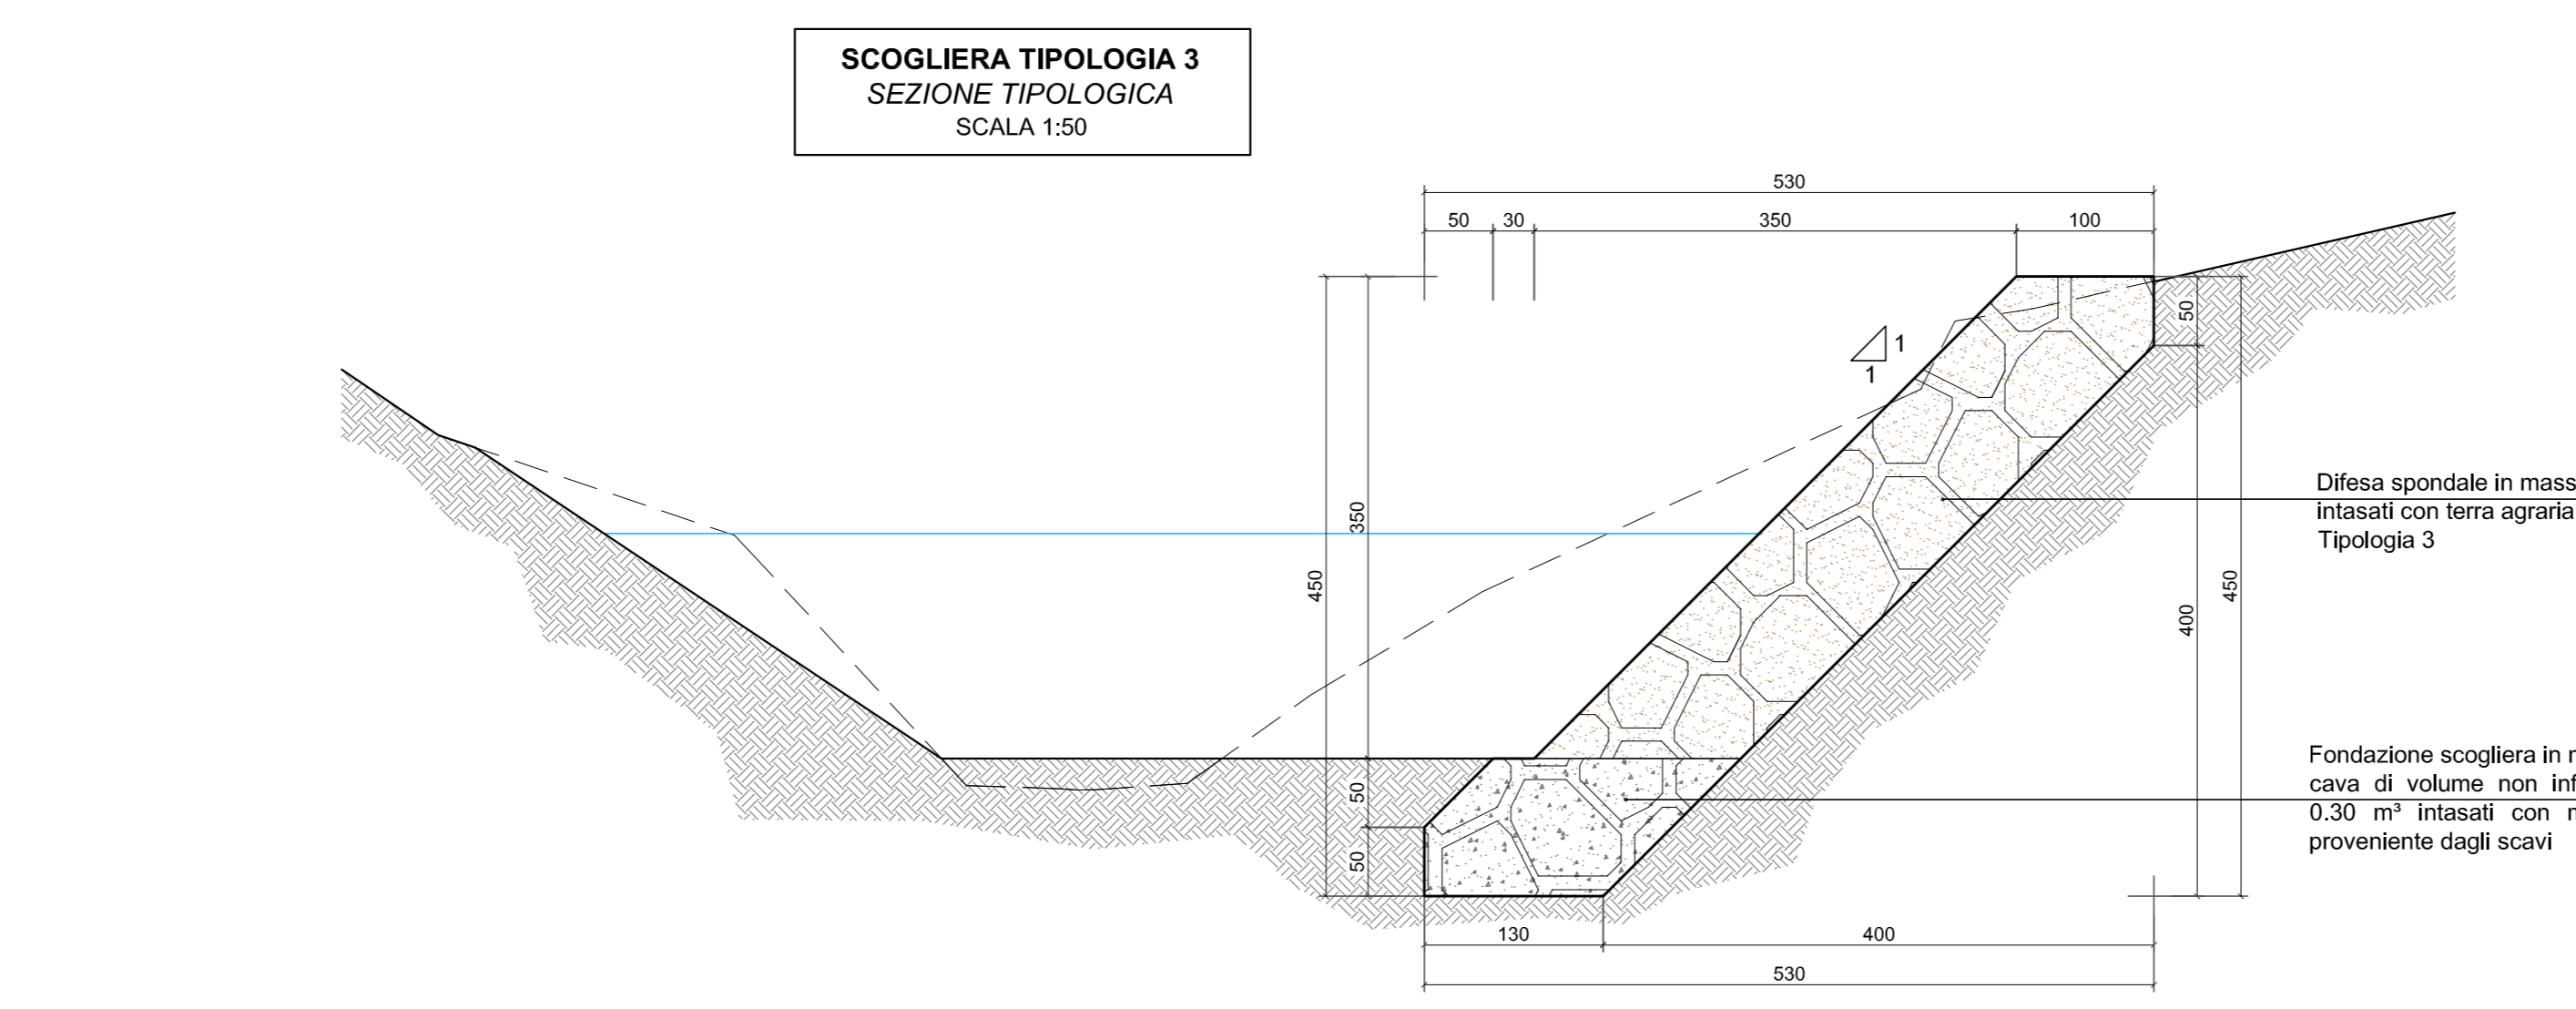 SCOGLIERA TIPOLOGIA 3
SEZIONE TIPOLOGICA
SCALA 1:50
530
50 30 350 100
50
1
1
350
450
Difesa spondale in mass
intasati con terra agraria
Tipologia 3
450
400
Fondazione scogliera in
cava di volume non
0.30 m³ intasati con
proveniente dagli scavi
50
50
130 400
530